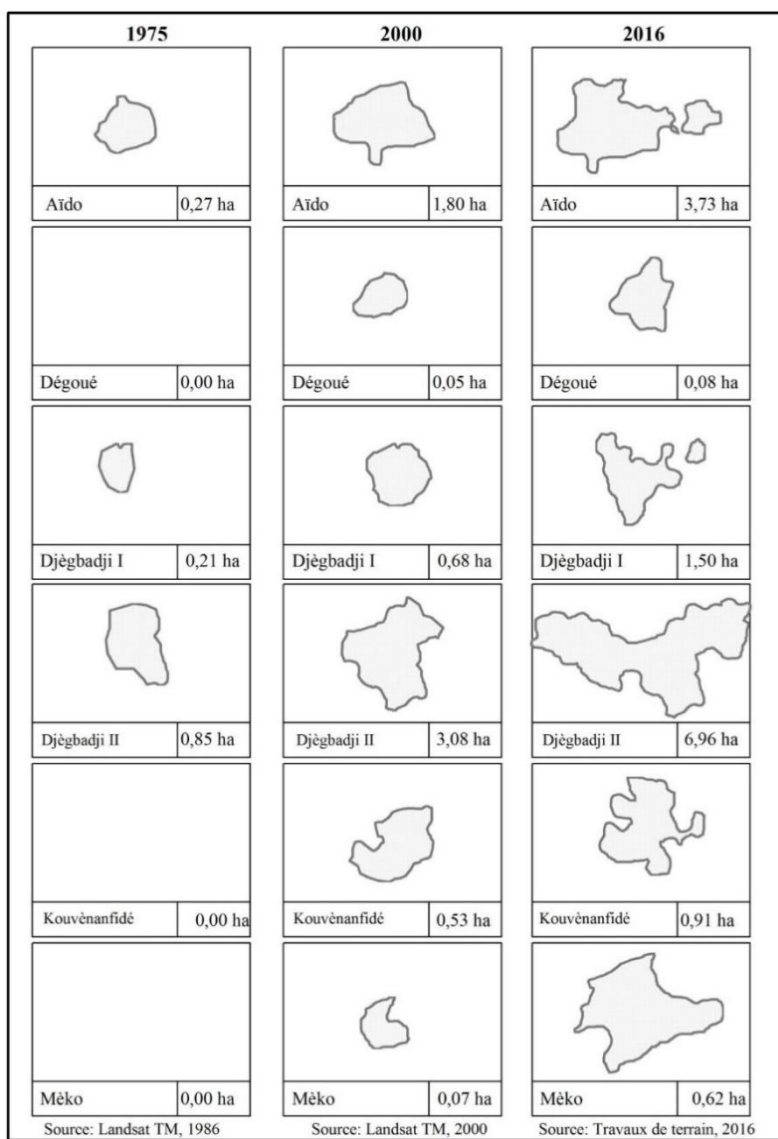 1975 2000 2016
Aïdo 0,27 ha Aïdo 1,80 ha Aïdo 3,73 ha
Dégoué 0,00 ha Dégoué 0,05 ha Dégoué 0,08 ha
Djègbadji I 0,21 ha Djègbadji I 0,68 ha Djègbadji I 1,50 ha
Djègbadji II 0,85 ha Djègbadji II 3,08 ha Djègbadji II 6,96 ha
Kouvènanfidé 0,00 ha Kouvènanfidé 0,53 ha Kouvènanfidé 0,91 ha
Mèko 0,00 ha Mèko 0,07 ha Mèko 0,62 ha
Source: Landsat TM, 1986 Source: Landsat TM, 2000 Source: Travaux de terrain, 2016